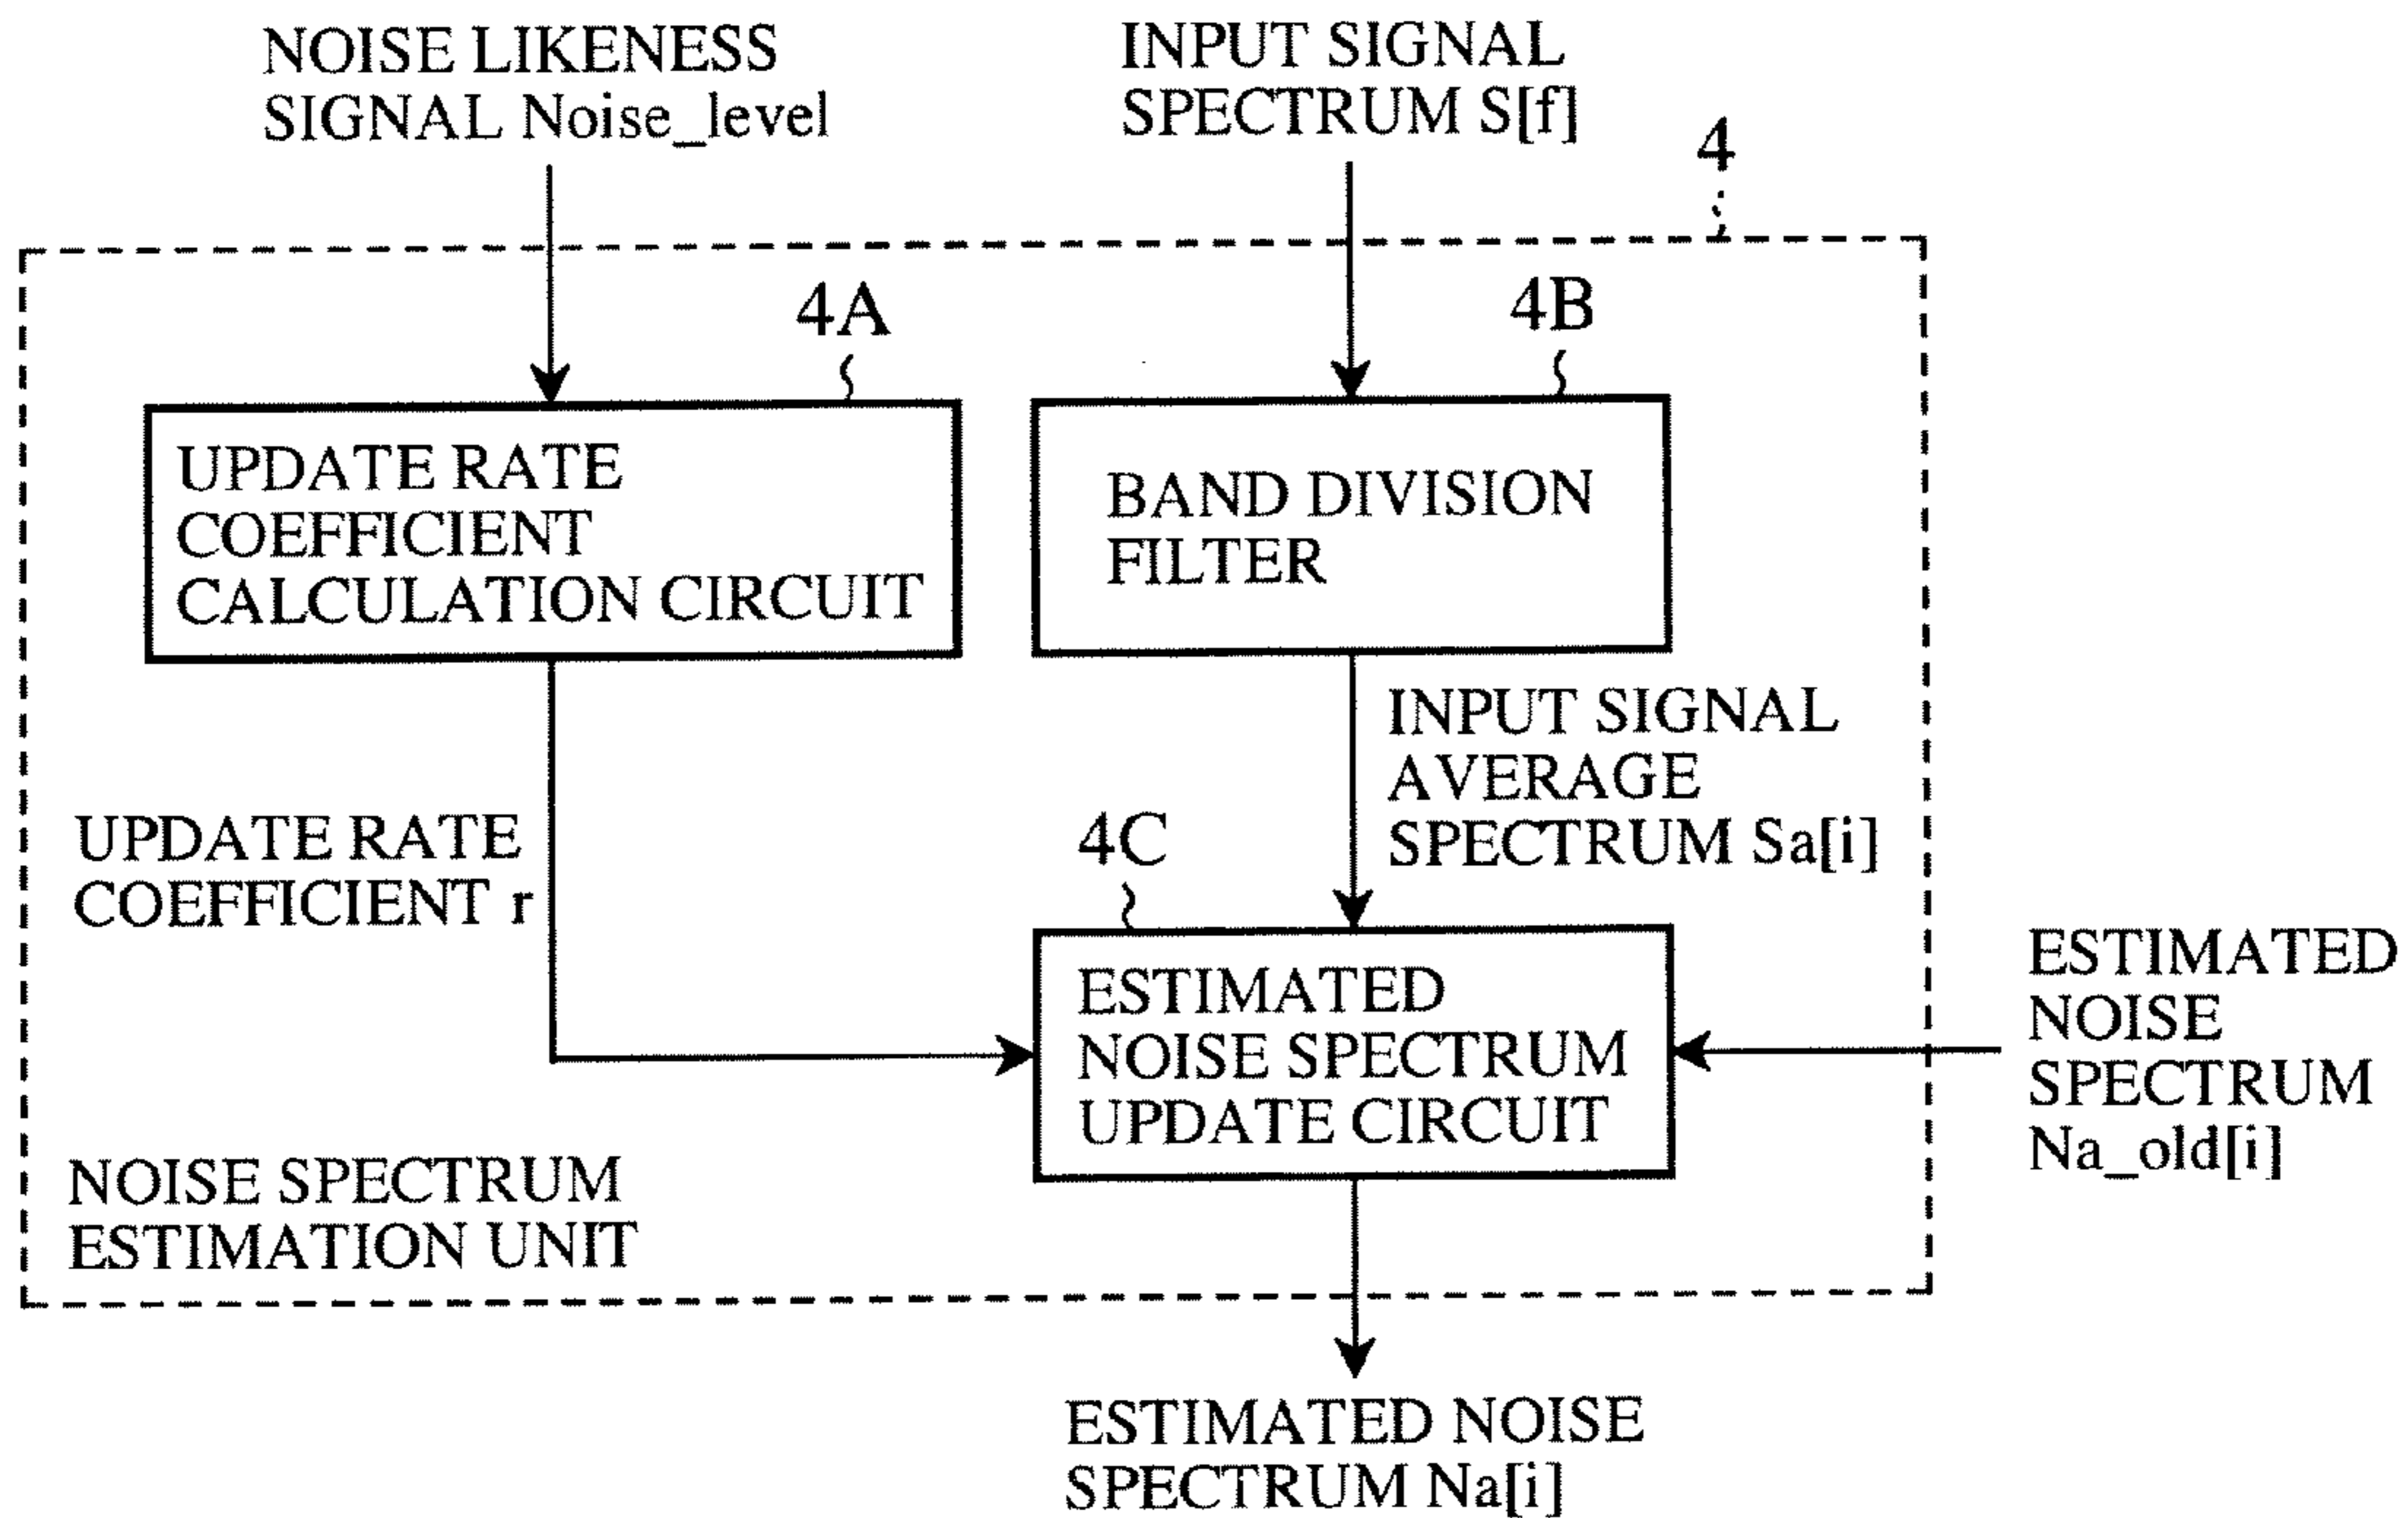 NOISE LIKENESS
SIGNAL Noise_level
INPUT SIGNAL
SPECTRUM S[f]
4
4A
4B
UPDATE RATE
COEFFICIENT
CALCULATION CIRCUIT
BAND DIVISION
FILTER
INPUT SIGNAL
AVERAGE
SPECTRUM Sa[i]
UPDATE RATE
COEFFICIENT r
4C
ESTIMATED
NOISE SPECTRUM
UPDATE CIRCUIT
ESTIMATED
NOISE
SPECTRUM
Na_old[i]
NOISE SPECTRUM
ESTIMATION UNIT
ESTIMATED NOISE
SPECTRUM Na[i]